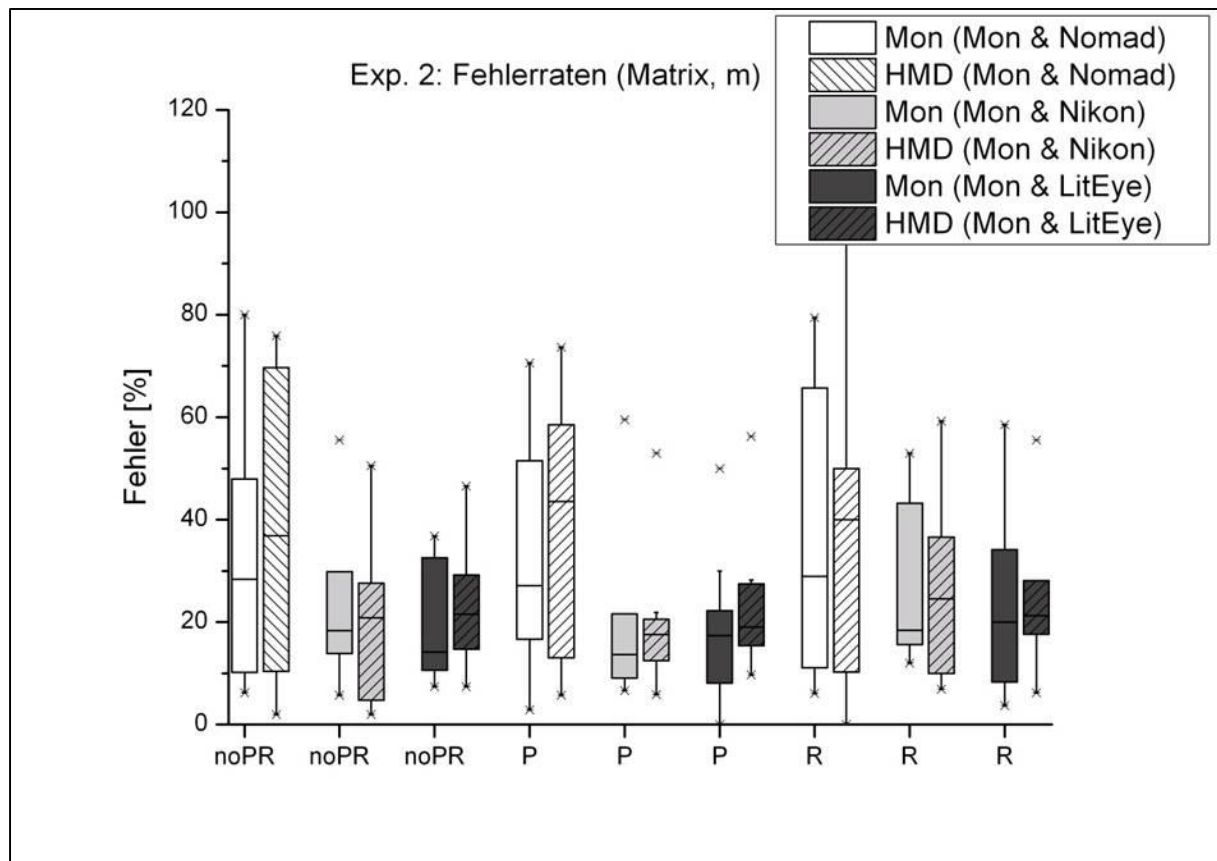 Exp. 2: Fehlerraten (Matrix, m)
Mon (Mon & Nomad)
HMD (Mon & Nomad)
Mon (Mon & Nikon)
HMD (Mon & Nikon)
Mon (Mon & LitEye)
HMD (Mon & LitEye)
Fehler [%]
120
100
80
60
40
20
0
noPR noPR noPR P P P R R R